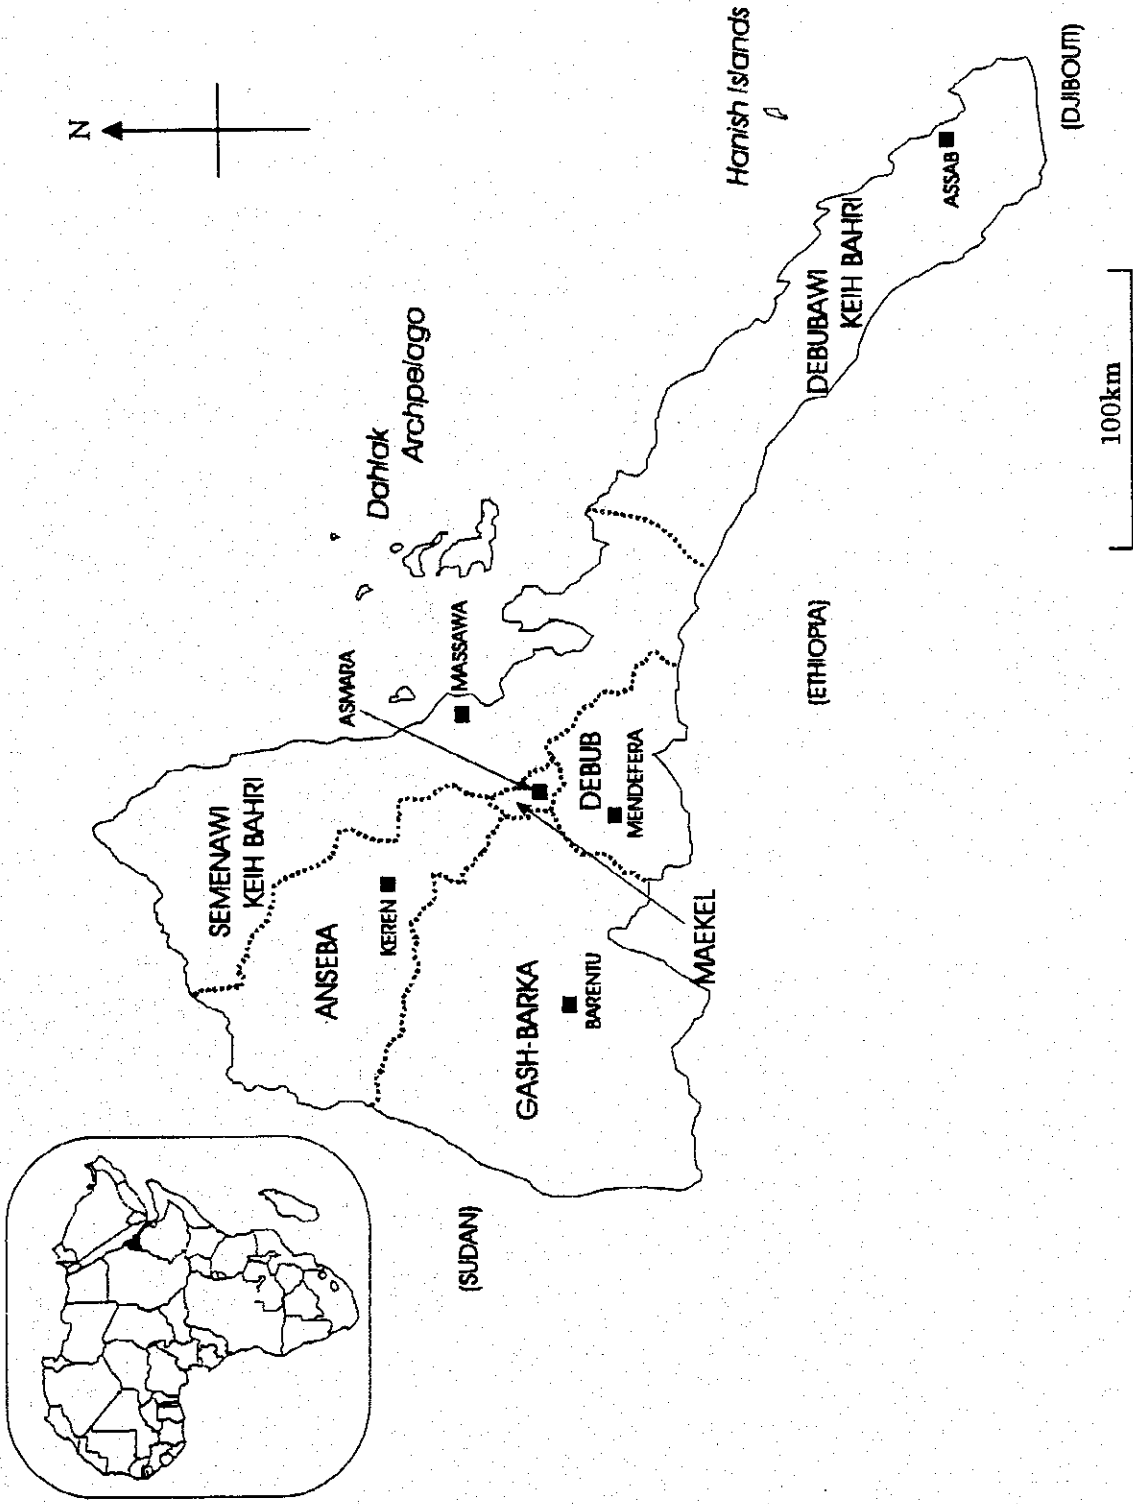 N
Hanish Islands
(DJIBOUTI)
ASSAB
DEBUBAWI
KEIH BAHRI
Dahlak
Archpelago
100km
MASSAWA
ASMARA
(ETHIOPIA)
SEMENAWI
KEIH BAHRI
DEBUB
MENDEFERA
KEREN
ANSEBA
MAEKEL
GASH-BARKA
BARENTU
(SUDAN)